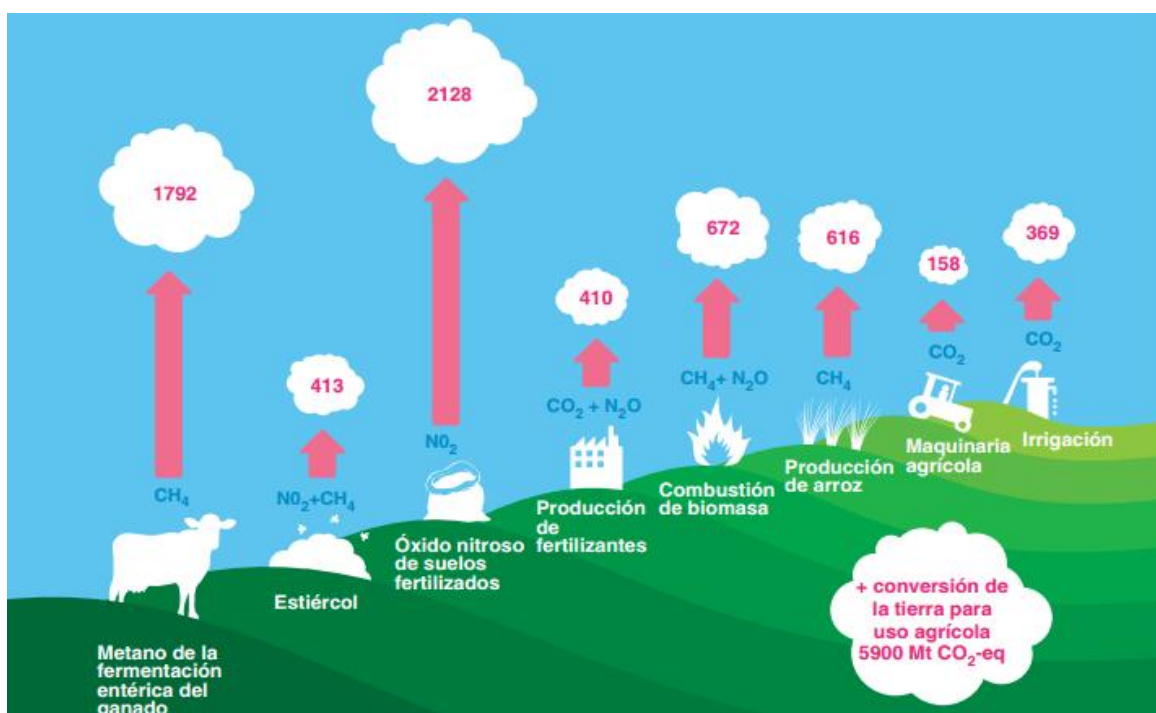 1792
CH₄
Metano de la
fermentación
entérica del
ganado
413
N0₂+CH₄
Estiércol
2128
N0₂
Óxido nitroso
de suelos
fertilizados
410
CO₂ + N₂O
Producción
de
fertilizantes
672
CH₄+ N₂O
Combustión
de biomasa
616
CH₄
Producción
de arroz
158
CO₂
Maquinaria
agrícola
369
CO₂
Irrigación
+ conversión de
la tierra para
uso agrícola
5900 Mt CO₂-eq